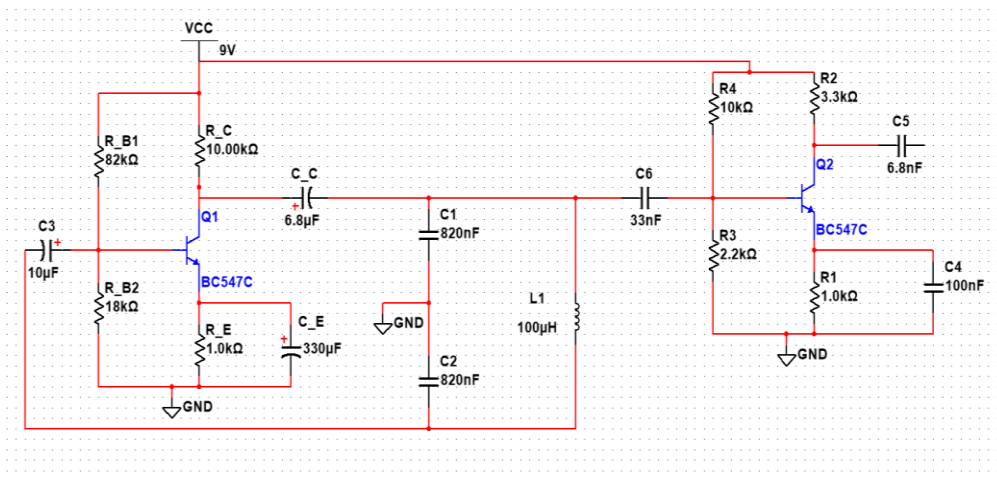 VCC
9V
R_B1
82kΩ
R_C
10.00kΩ
C_C
+
6.8µF
Q1
BC547C
C3
+
10µF
R_B2
18kΩ
R_E
1.0kΩ
C_E
+
330µF
GND
C1
820nF
GND
C2
820nF
L1
100µH
C6
33nF
R4
10kΩ
R2
3.3kΩ
C5
6.8nF
Q2
BC547C
R3
2.2kΩ
R1
1.0kΩ
C4
100nF
GND